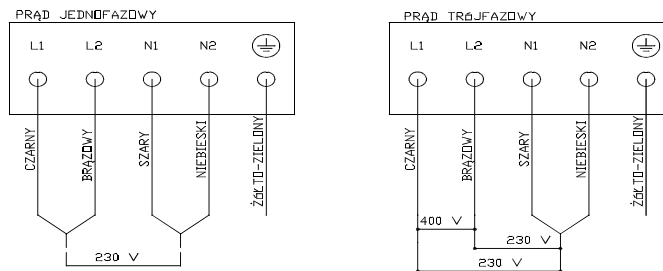 PRĄD JEDNOFAZOWY
L1 L2 N1 N2
CZARNY
BRĄZOWY
SZARY
NIEBIESKI
ŻÓŁTO-ZIELONY
230 V
PRĄD TRÓJFAZOWY
L1 L2 N1 N2
CZARNY
BRĄZOWY
SZARY
NIEBIESKI
ŻÓŁTO-ZIELONY
400 V
230 V
230 V